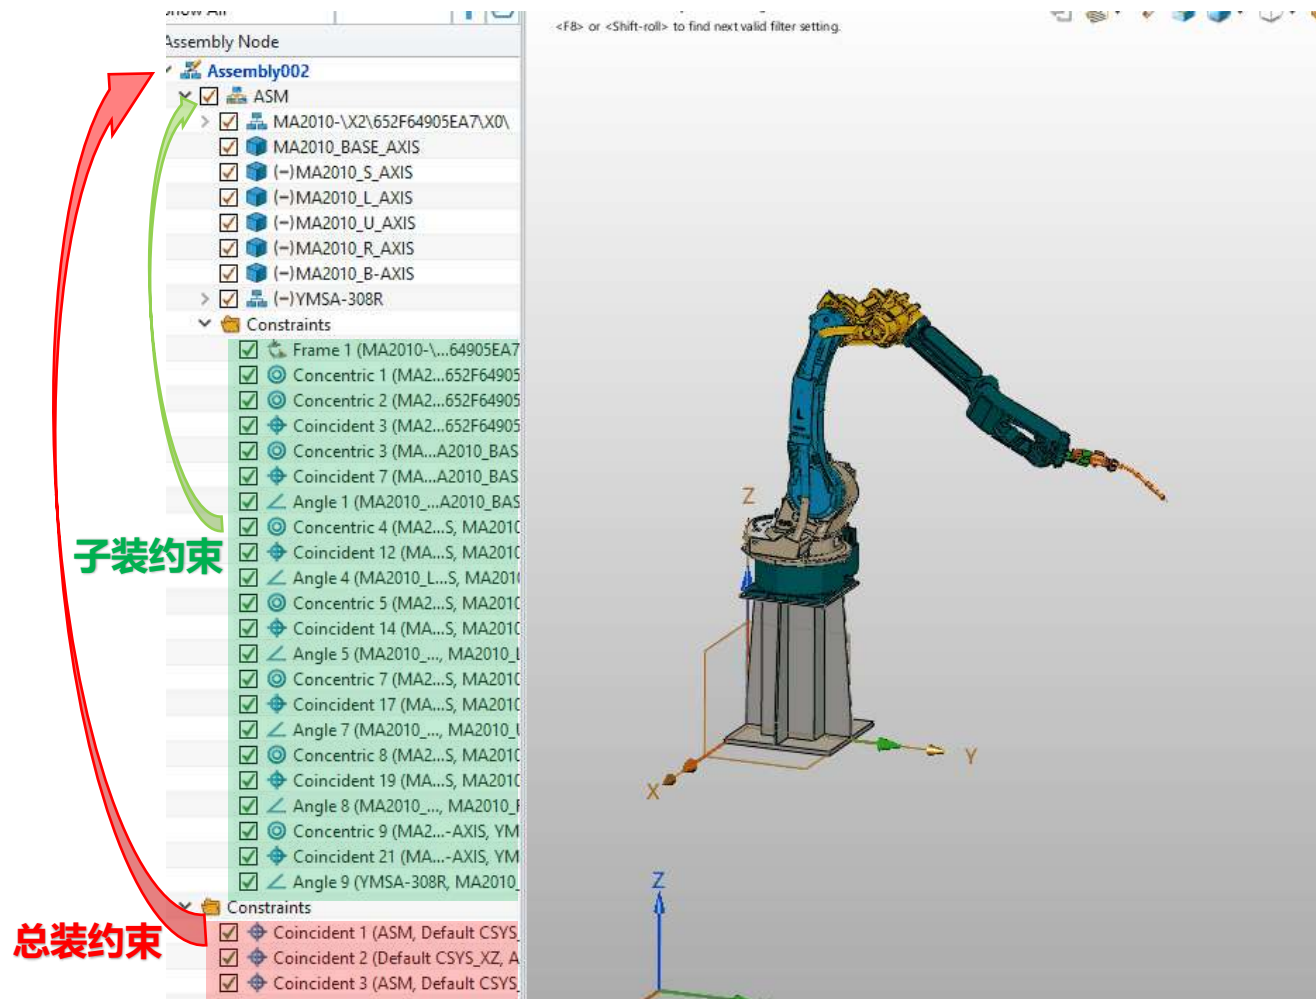 Show All
<F8> or <Shift-roll> to find next valid filter setting.
Assembly Node
Assembly002
ASM
MA2010-\X2\652F64905EA7\X0\
MA2010_BASE_AXIS
(-)MA2010_S_AXIS
(-)MA2010_L_AXIS
(-)MA2010_U_AXIS
(-)MA2010_R_AXIS
(-)MA2010_B-AXIS
(-)YMSA-308R
Constraints
Frame 1 (MA2010-\...64905EA7
Concentric 1 (MA2...652F64905
Concentric 2 (MA2...652F64905
Coincident 3 (MA2...652F64905
Concentric 3 (MA...A2010_BAS
Coincident 7 (MA...A2010_BAS
Angle 1 (MA2010_...A2010_BAS
Concentric 4 (MA2...S, MA2010
子装约束
Coincident 12 (MA...S, MA2010
Angle 4 (MA2010_L...S, MA2010
Concentric 5 (MA2...S, MA2010
Coincident 14 (MA...S, MA2010
Angle 5 (MA2010_..., MA2010_L
Concentric 7 (MA2...S, MA2010
Coincident 17 (MA...S, MA2010
Angle 7 (MA2010_..., MA2010_U
Concentric 8 (MA2...S, MA2010
Coincident 19 (MA...S, MA2010
Angle 8 (MA2010_..., MA2010_R
Concentric 9 (MA2...-AXIS, YM
Coincident 21 (MA...-AXIS, YM
Angle 9 (YMSA-308R, MA2010_
Constraints
总装约束
Coincident 1 (ASM, Default CSYS_
Coincident 2 (Default CSYS_XZ, A
Coincident 3 (ASM, Default CSYS_
L
Z
Y
X
Z